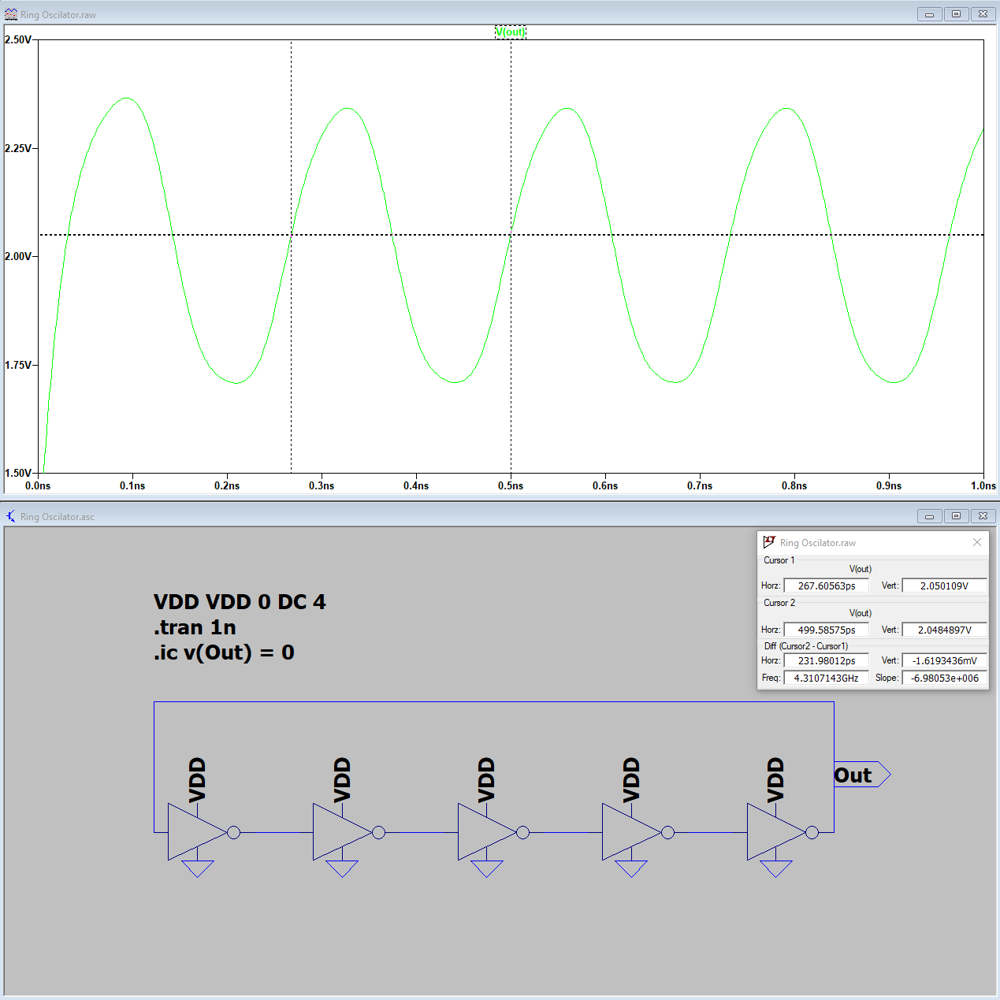 Ring Oscilator.raw
V(out)
2.50V
2.25V
2.00V
1.75V
1.50V
0.0ns 0.1ns 0.2ns 0.3ns 0.4ns 0.5ns 0.6ns 0.7ns 0.8ns 0.9ns 1.0ns
Ring Oscilator.asc
Ring Oscilator.raw
Cursor 1
V(out)
Horz: 267.60563ps Vert: 2.050109V
Cursor 2
V(out)
Horz: 499.58575ps Vert: 2.0484897V
Diff (Cursor2 - Cursor1)
Horz: 231.98012ps Vert: -1.6193436mV
Freq: 4.3107143GHz Slope: -6.98053e+006
VDD VDD 0 DC 4
.tran 1n
.ic v(Out) = 0
VDD VDD VDD VDD VDD
Out